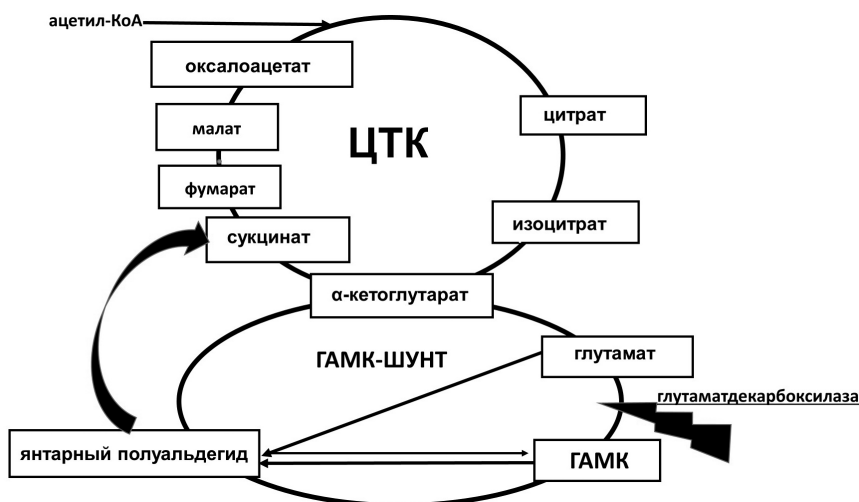 ацетил-КоА
оксалоацетат
цитрат
малат
ЦТК
фумарат
изоцитрат
сукцинат
α-кетоглутарат
ГАМК-ШУНТ
глутамат
глутаматдекарбоксилаза
янтарный полуальдегид
ГАМК